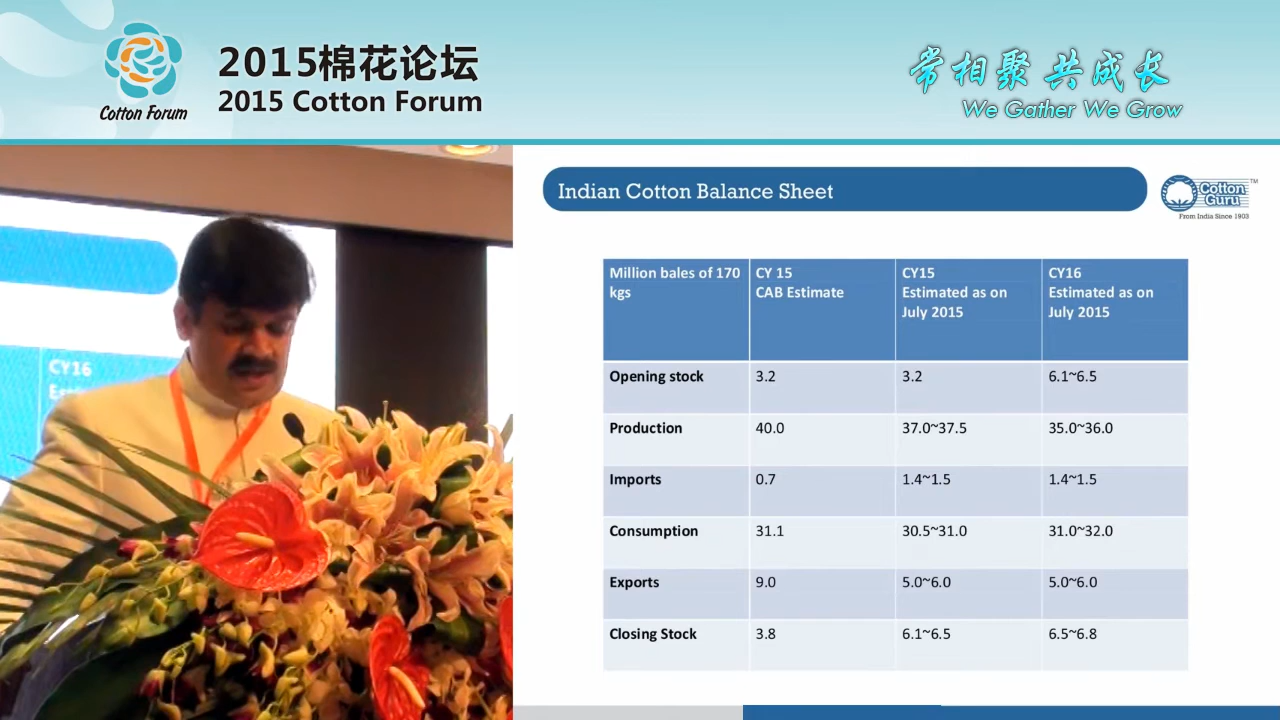 2015棉花论坛
2015 Cotton Forum
Cotton Forum
常相聚 共成长
We Gather We Grow
Indian Cotton Balance Sheet
Cotton
Guru
TM
From India Since 1903
CY16
Million bales of 170 kgs
CY 15 CAB Estimate
CY15 Estimated as on July 2015
CY16 Estimated as on July 2015
Opening stock 3.2 3.2 6.1~6.5
Production 40.0 37.0~37.5 35.0~36.0
Imports 0.7 1.4~1.5 1.4~1.5
Consumption 31.1 30.5~31.0 31.0~32.0
Exports 9.0 5.0~6.0 5.0~6.0
Closing Stock 3.8 6.1~6.5 6.5~6.8